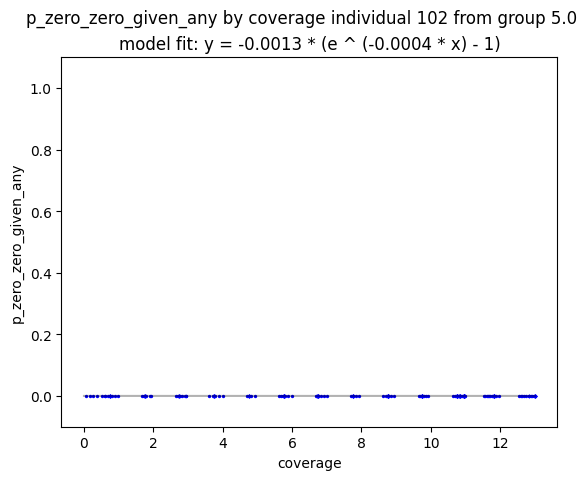 p_zero_zero_given_any by coverage individual 102 from group 5.0
model fit: y = -0.0013 * (e ^ (-0.0004 * x) - 1)
1.0
0.8
0.6
0.4
0.2
0.0
p_zero_zero_given_any
0 2 4 6 8 10 12
coverage